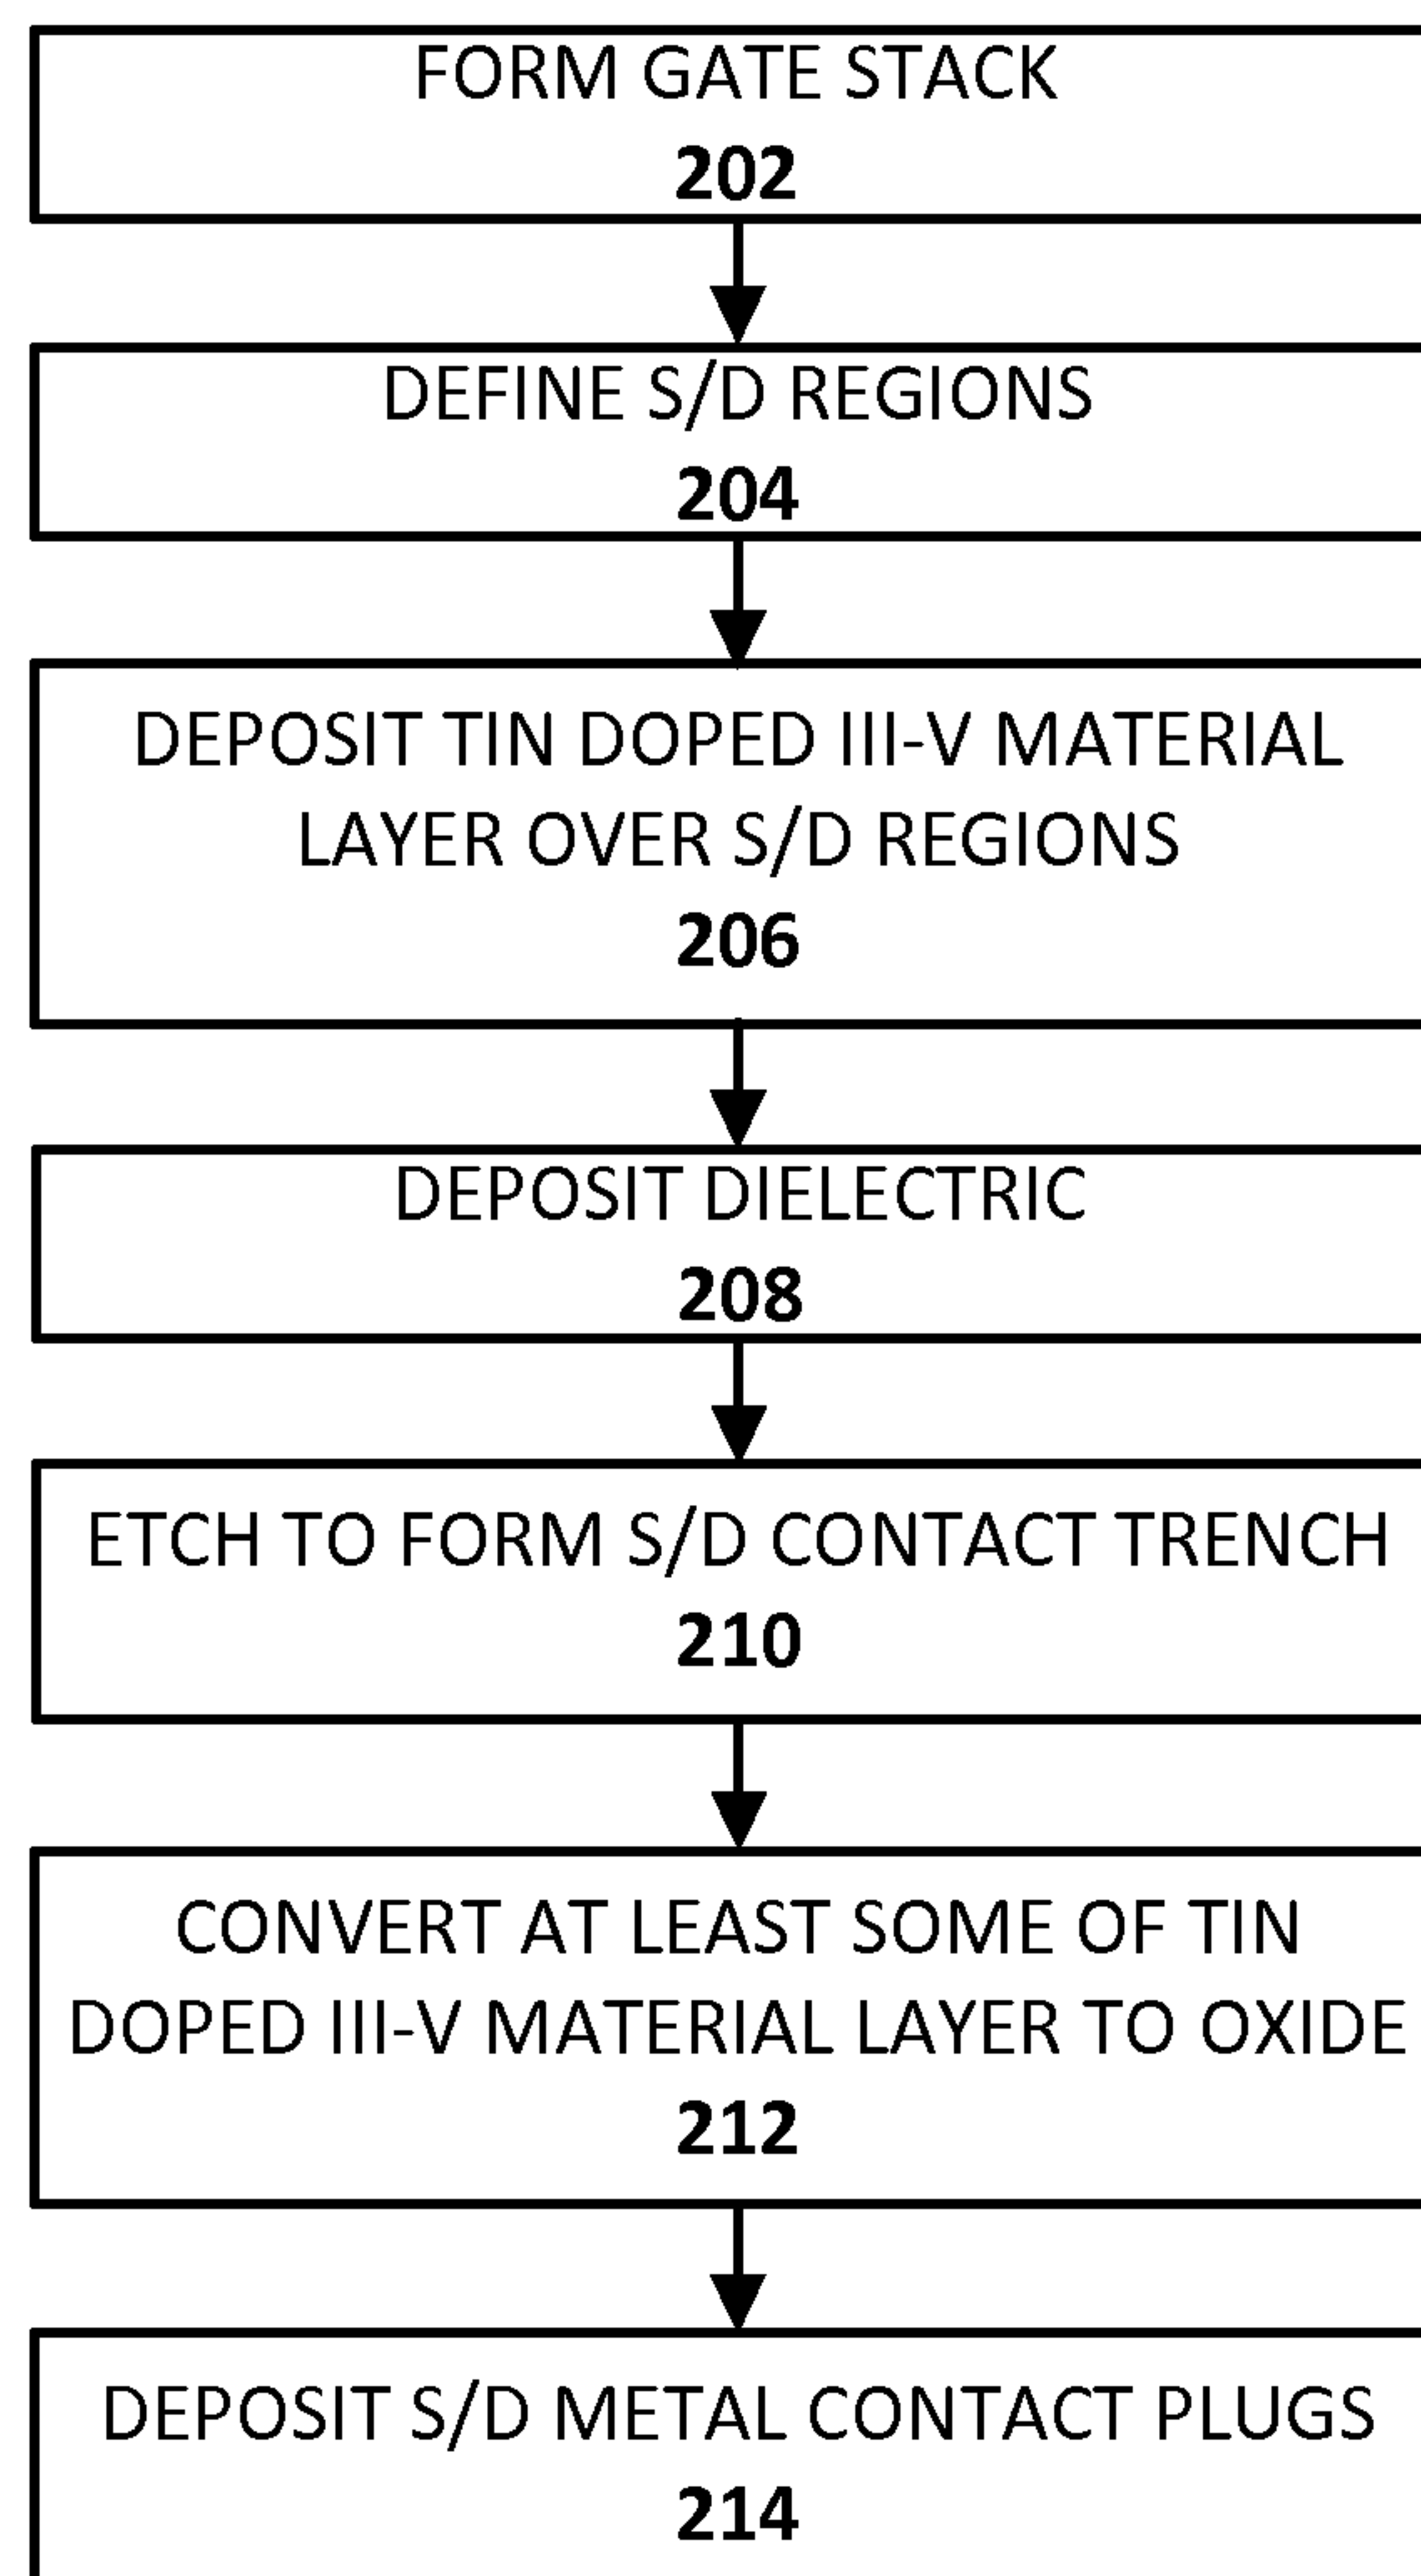 FORM GATE STACK
202
DEFINE S/D REGIONS
204
DEPOSIT TIN DOPED III-V MATERIAL
LAYER OVER S/D REGIONS
206
DEPOSIT DIELECTRIC
208
ETCH TO FORM S/D CONTACT TRENCH
210
CONVERT AT LEAST SOME OF TIN
DOPED III-V MATERIAL LAYER TO OXIDE
212
DEPOSIT S/D METAL CONTACT PLUGS
214